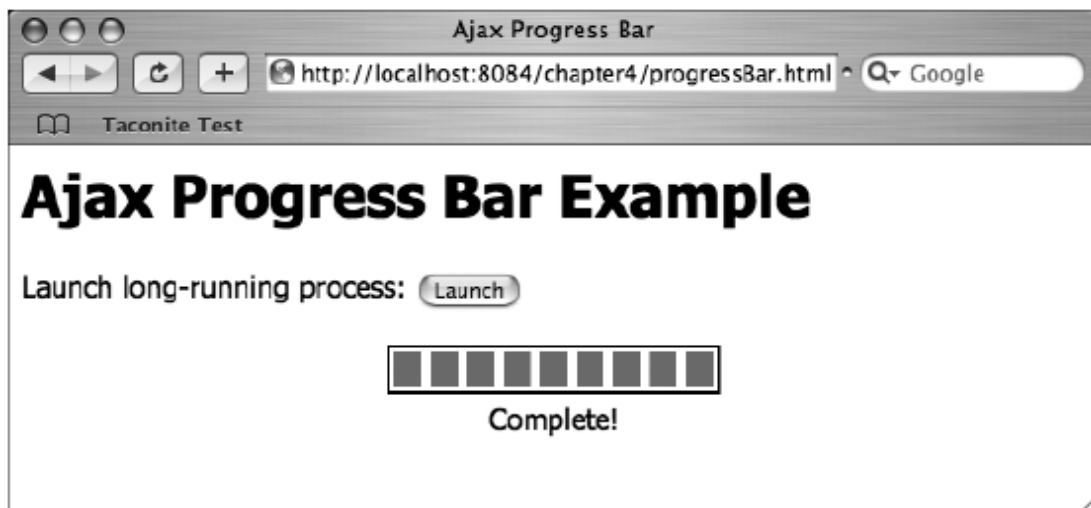 Ajax Progress Bar
http://localhost:8084/chapter4/progressBar.html
Google
Taconite Test
Ajax Progress Bar Example
Launch long-running process: Launch
Complete!